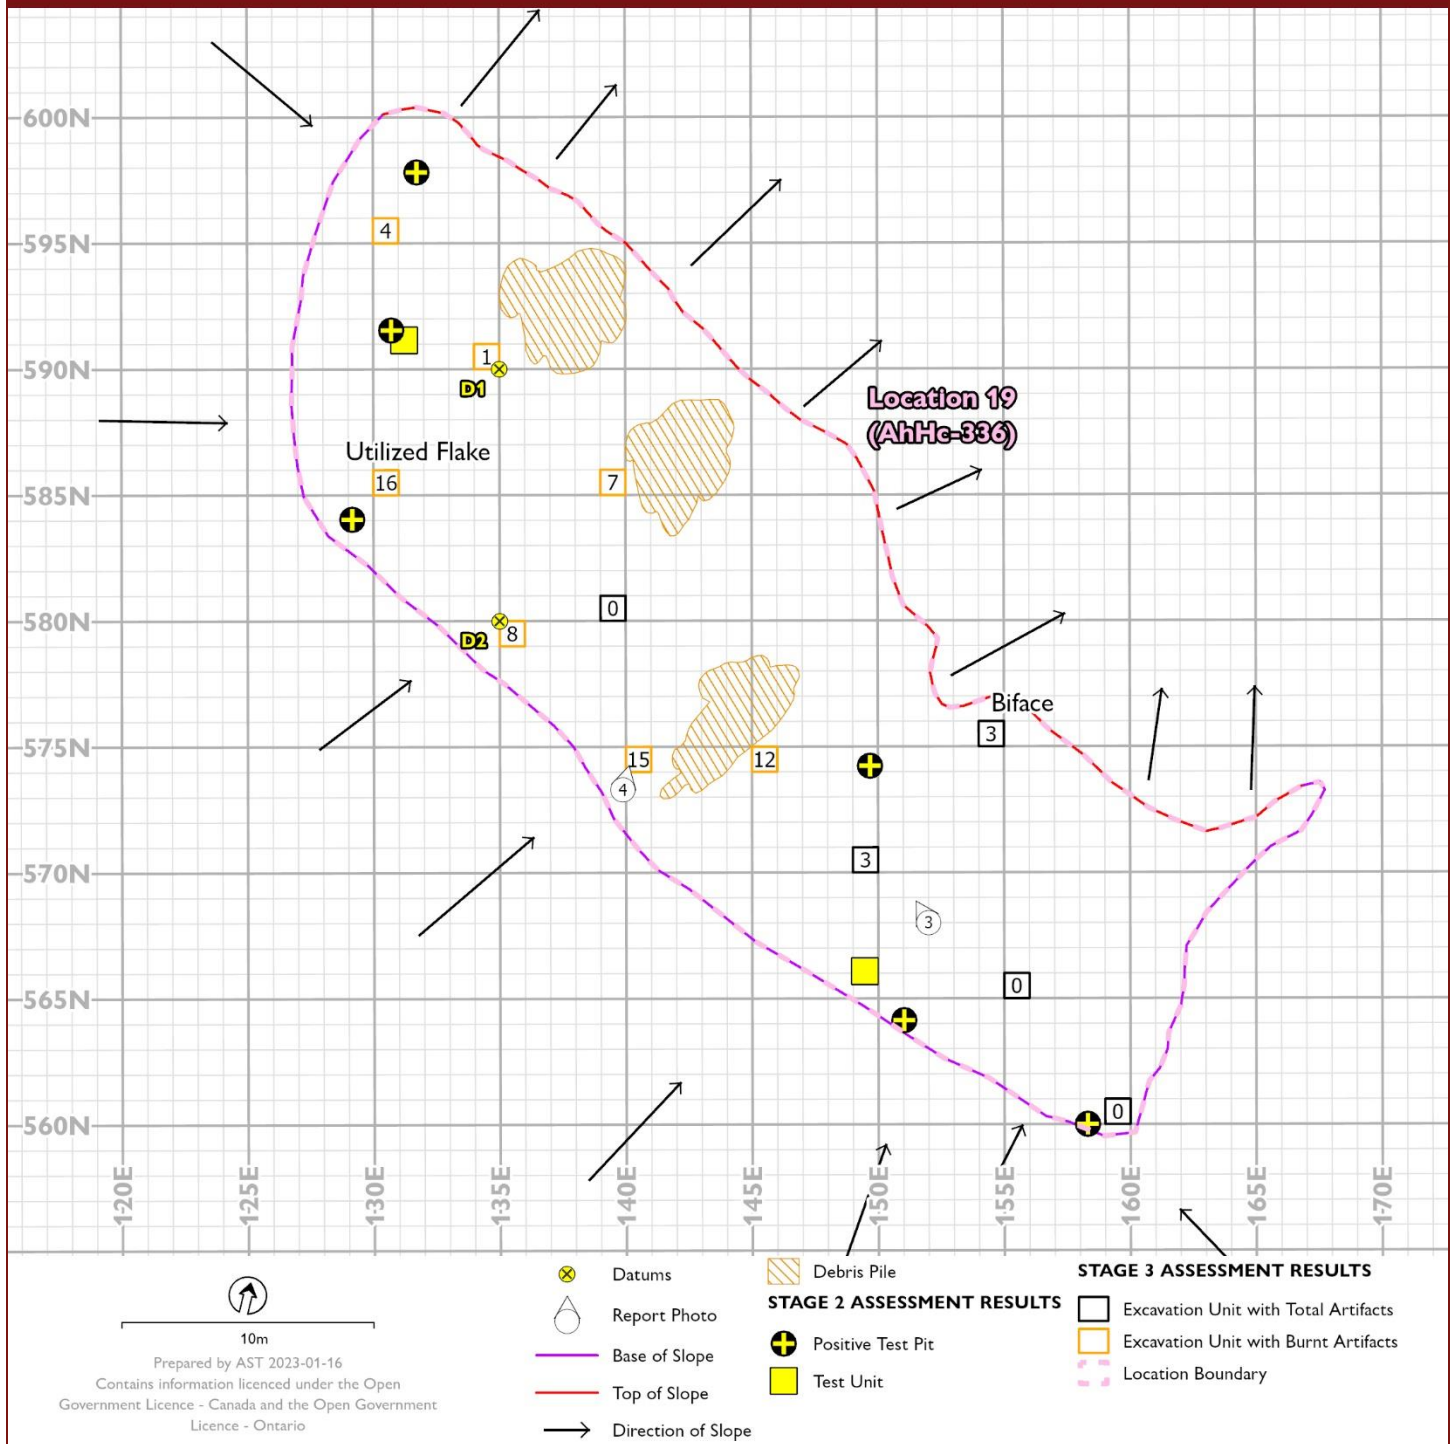 600N
4
595N
1
590N
D1
Location 19
(AhHc-336)
Utilized Flake
16
7
585N
0
580N
D2
8
Biface
3
575N
15
12
4
3
570N
3
0
565N
0
560N
120E
125E
130E
135E
140E
145E
150E
155E
160E
165E
170E
10m
Prepared by AST 2023-01-16
Contains information licenced under the Open
Government Licence - Canada and the Open Government
Licence - Ontario
Datums
Report Photo
Base of Slope
Top of Slope
Direction of Slope
Debris Pile
STAGE 2 ASSESSMENT RESULTS
Positive Test Pit
Test Unit
STAGE 3 ASSESSMENT RESULTS
Excavation Unit with Total Artifacts
Excavation Unit with Burnt Artifacts
Location Boundary